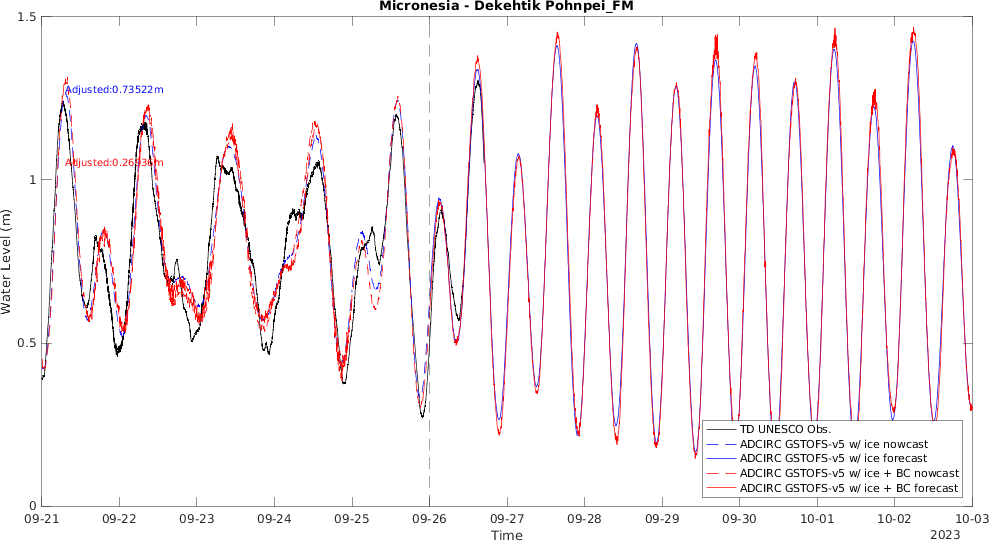 Micronesia - Dekehtik Pohnpei_FM
1.5
1
0.5
0
Water Level (m)
Adjusted:0.73522m
Adjusted:0.26936m
TD UNESCO Obs.
ADCIRC GSTOFS-v5 w/ ice nowcast
ADCIRC GSTOFS-v5 w/ ice forecast
ADCIRC GSTOFS-v5 w/ ice + BC nowcast
ADCIRC GSTOFS-v5 w/ ice + BC forecast
09-21 09-22 09-23 09-24 09-25 09-26 09-27 09-28 09-29 09-30 10-01 10-02 10-03
Time
2023